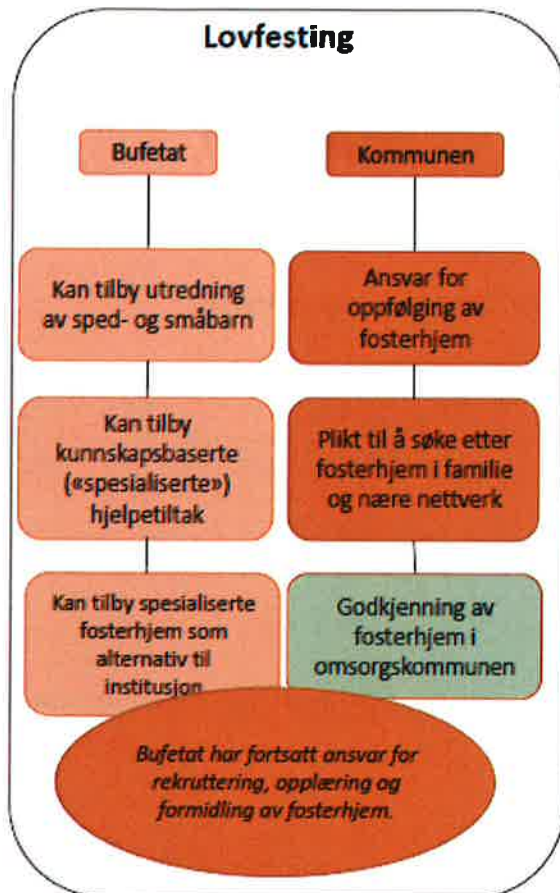 Lovfesting
Bufetat
Kan tilby utredning
av sped- og småbarn
Kan tilby
kunnskapsbaserte
(«spesialiserte»)
hjelpetiltak
Kan tilby spesialiserte
fosterhjem som
alternativ til
institusjon
Kommunen
Ansvar for
oppfølging av
fosterhjem
Plikt til å søke etter
fosterhjem i familie
og nære nettverk
Godkjenning av
fosterhjem i
omsorgskommunen
Bufetat har fortsatt ansvar for
rekruttering, opplæring og
formidling av fosterhjem.